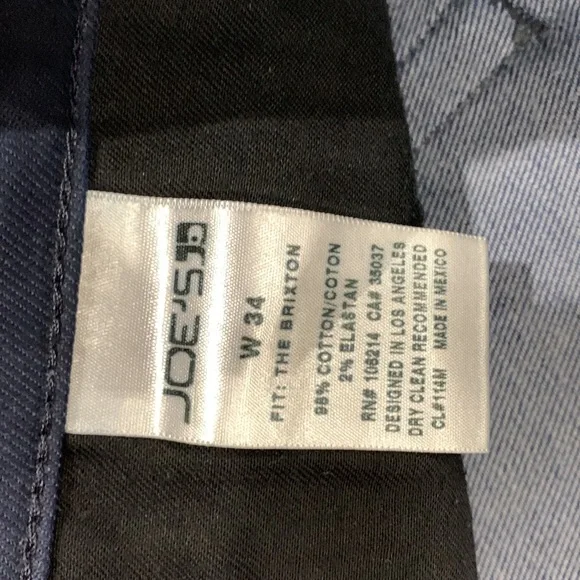 JOE'S
W 34
FIT: THE BRIXTON
98% COTTON/COTON
2% ELASTAN
RN# 106214 CA# 35037
DESIGNED IN LOS ANGELES
DRY CLEAN RECOMMENDED
CL#114M MADE IN MEXICO